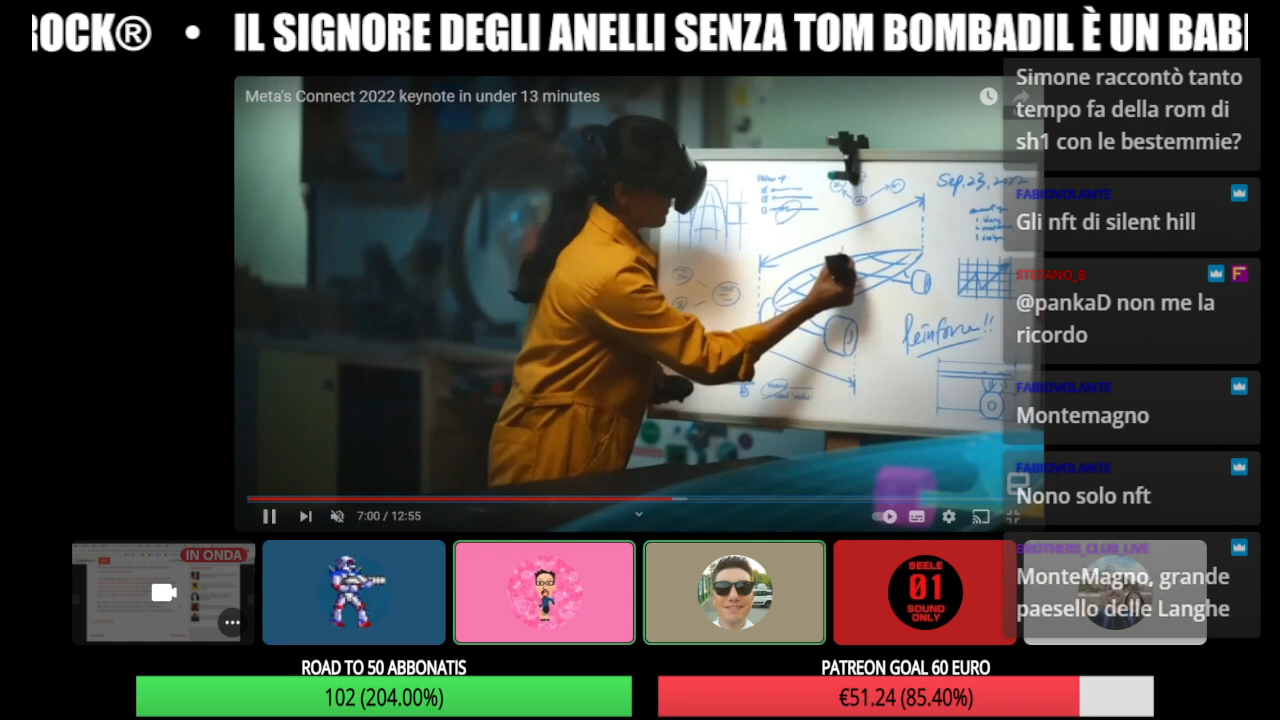 ROCK® • IL SIGNORE DEGLI ANELLI SENZA TOM BOMBADIL È UN BABI
Meta's Connect 2022 keynote in under 13 minutes
Sep. 23, 2022
Reinforce!!
7:00 / 12:55
Simone raccontò tanto
tempo fa della rom di
sh1 con le bestemmie?
FABIOVOLANTE
Gli nft di silent hill
STEFANO_B
@pankaD non me la
ricordo
FABIOVOLANTE
Montemagno
FABIOVOLANTE
Nono solo nft
BROTHERS_CLUB_LIVE
MonteMagno, grande
paesello delle Langhe
IN ONDA
SEELE
01
SOUND
ONLY
ROAD TO 50 ABBONATIS
102 (204.00%)
PATREON GOAL 60 EURO
€51.24 (85.40%)